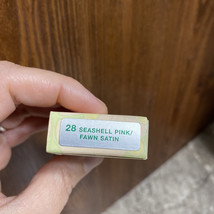 28 SEASHELL PINK/
FAWN SATIN